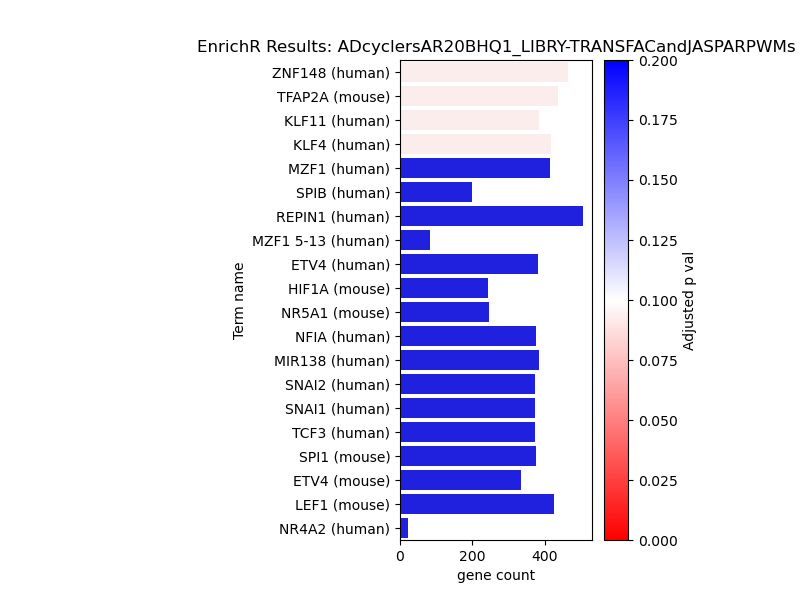 EnrichR Results: ADcyclersAR20BHQ1_LIBRY-TRANSFACandJASPARPWMs
ZNF148 (human)
TFAP2A (mouse)
KLF11 (human)
KLF4 (human)
MZF1 (human)
SPIB (human)
REPIN1 (human)
MZF1 5-13 (human)
ETV4 (human)
HIF1A (mouse)
NR5A1 (mouse)
NFIA (human)
MIR138 (human)
SNAI2 (human)
SNAI1 (human)
TCF3 (human)
SPI1 (mouse)
ETV4 (mouse)
LEF1 (mouse)
NR4A2 (human)
Term name
0 200 400
gene count
0.200
0.175
0.150
0.125
0.100
0.075
0.050
0.025
0.000
Adjusted p val